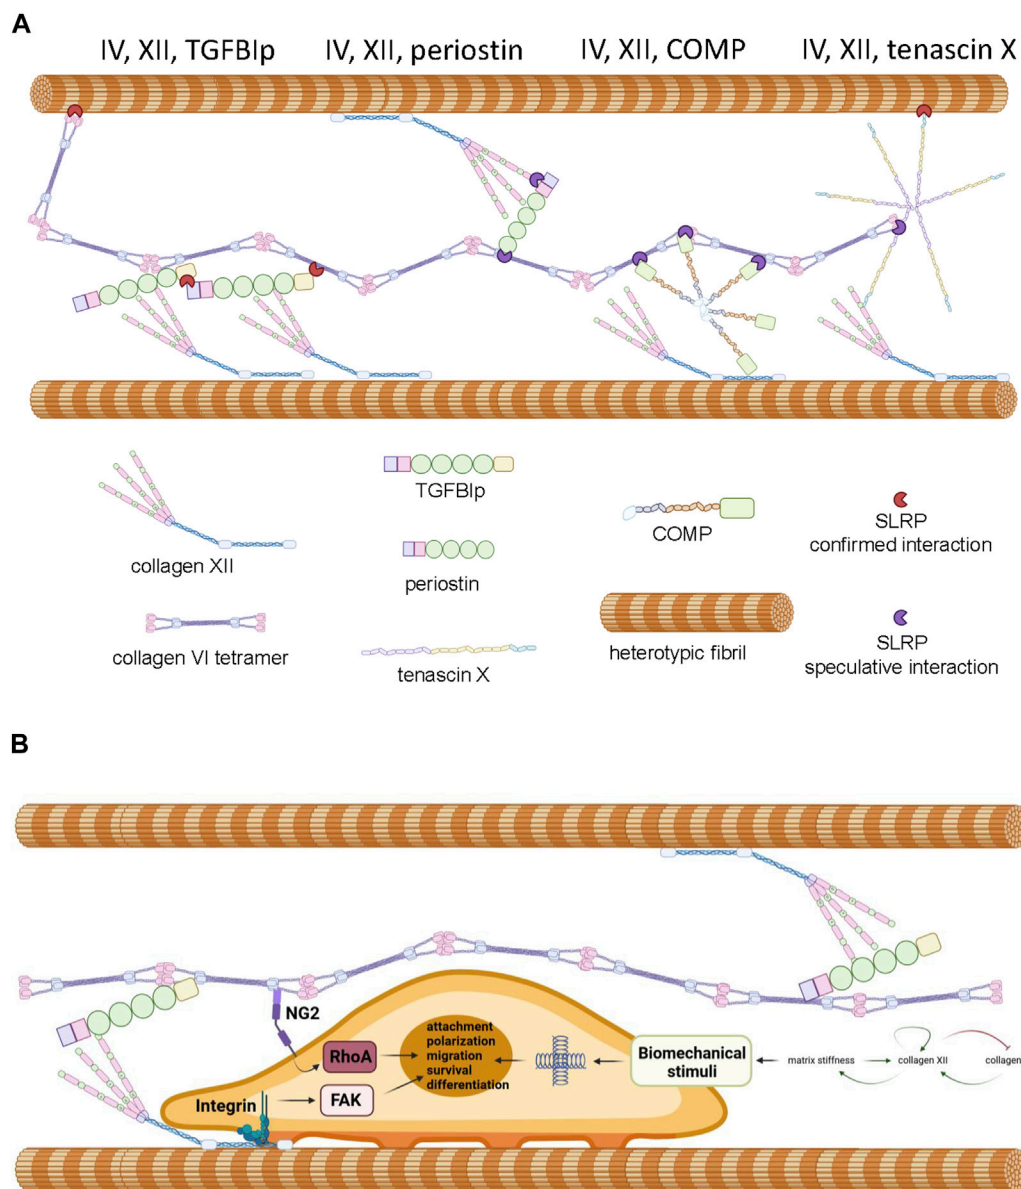 A
IV, XII, TGFBIp
IV, XII, periostin
IV, XII, COMP
IV, XII, tenascin X
collagen XII
TGFBIp
COMP
SLRP
confirmed interaction
periostin
collagen VI tetramer
tenascin X
heterotypic fibril
SLRP
speculative interaction
B
NG2
RhoA
FAK
Integrin
attachment
polarization
migration
survival
differentiation
Biomechanical
stimuli
matrix stiffness
collagen XII
collagen